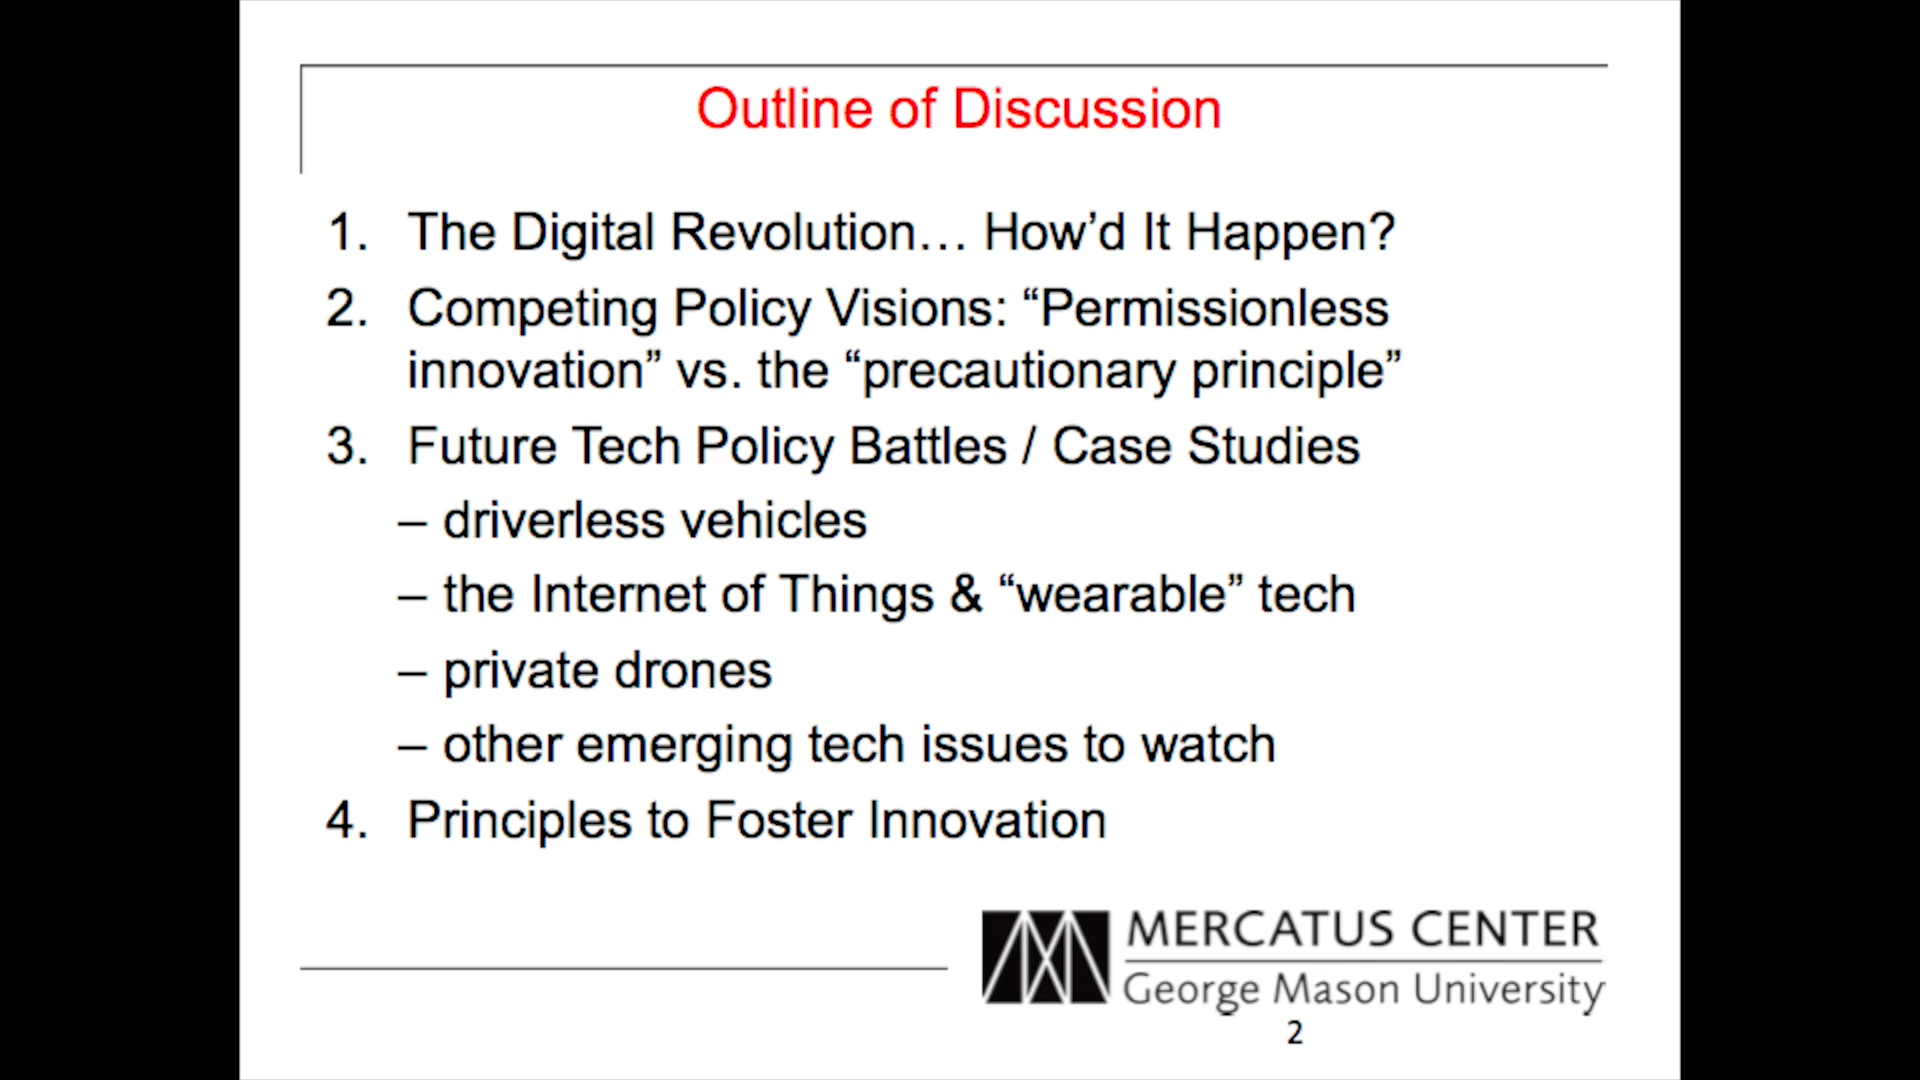 Outline of Discussion
1. The Digital Revolution… How’d It Happen?
2. Competing Policy Visions: “Permissionless
innovation” vs. the “precautionary principle”
3. Future Tech Policy Battles / Case Studies
– driverless vehicles
– the Internet of Things & “wearable” tech
– private drones
– other emerging tech issues to watch
4. Principles to Foster Innovation
MERCATUS CENTER
George Mason University
2